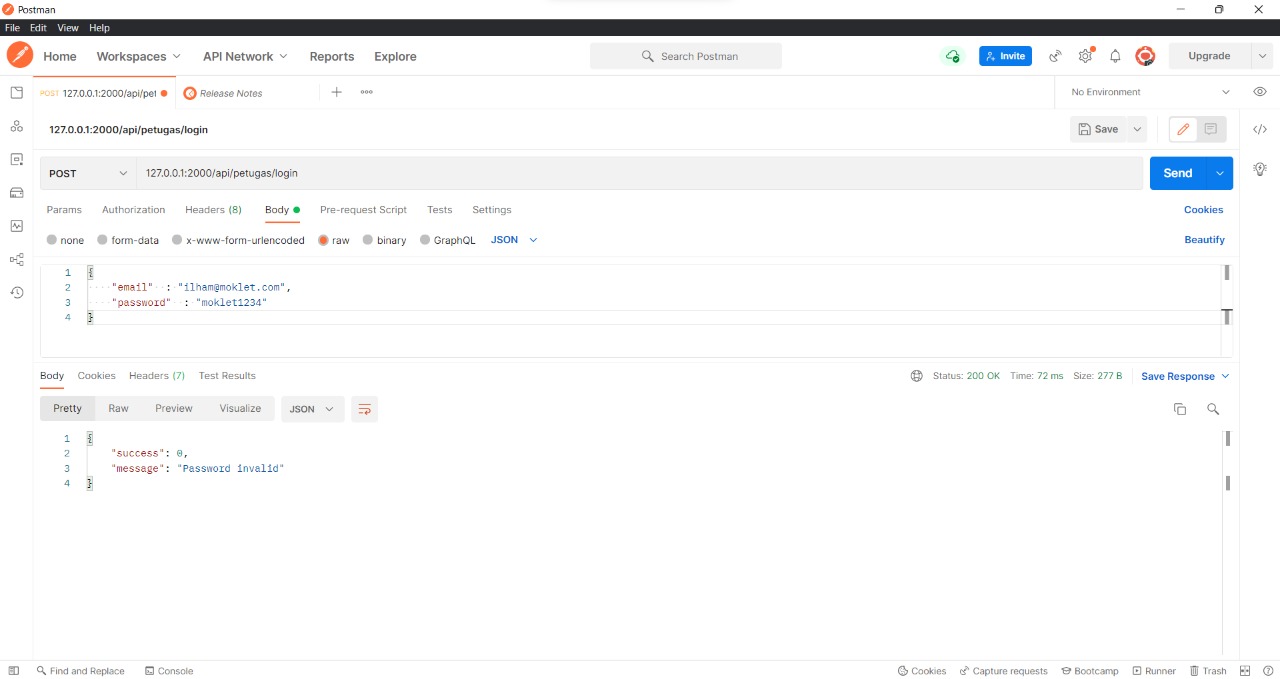 Postman
File Edit View Help
Home Workspaces API Network Reports Explore Search Postman Invite Upgrade
POST 127.0.0.1:2000/api/pet Release Notes No Environment
127.0.0.1:2000/api/petugas/login Save
POST 127.0.0.1:2000/api/petugas/login Send
Params Authorization Headers (8) Body Pre-request Script Tests Settings Cookies
none form-data x-www-form-urlencoded raw binary GraphQL JSON Beautify
1 {
2 "email" : "ilham@moklet.com",
3 "password" : "moklet1234"
4 }
Body Cookies Headers (7) Test Results Status: 200 OK Time: 72 ms Size: 277 B Save Response
Pretty Raw Preview Visualize JSON
1 {
2 "success": 0,
3 "message": "Password invalid"
4 }
Find and Replace Console Cookies Capture requests Bootcamp Runner Trash